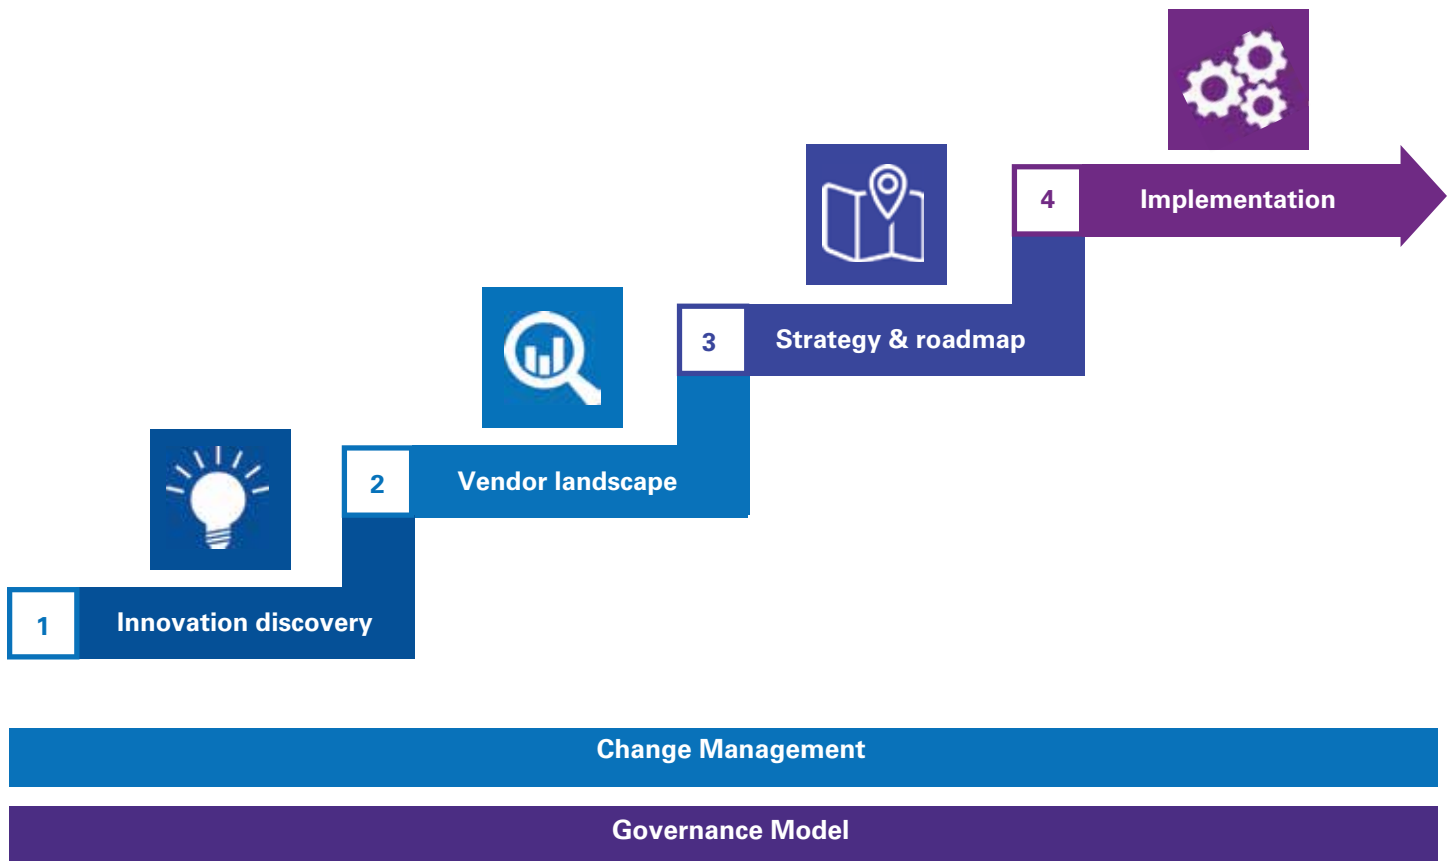 4
Implementation
3
Strategy & roadmap
2
Vendor landscape
1
Innovation discovery
Change Management
Governance Model